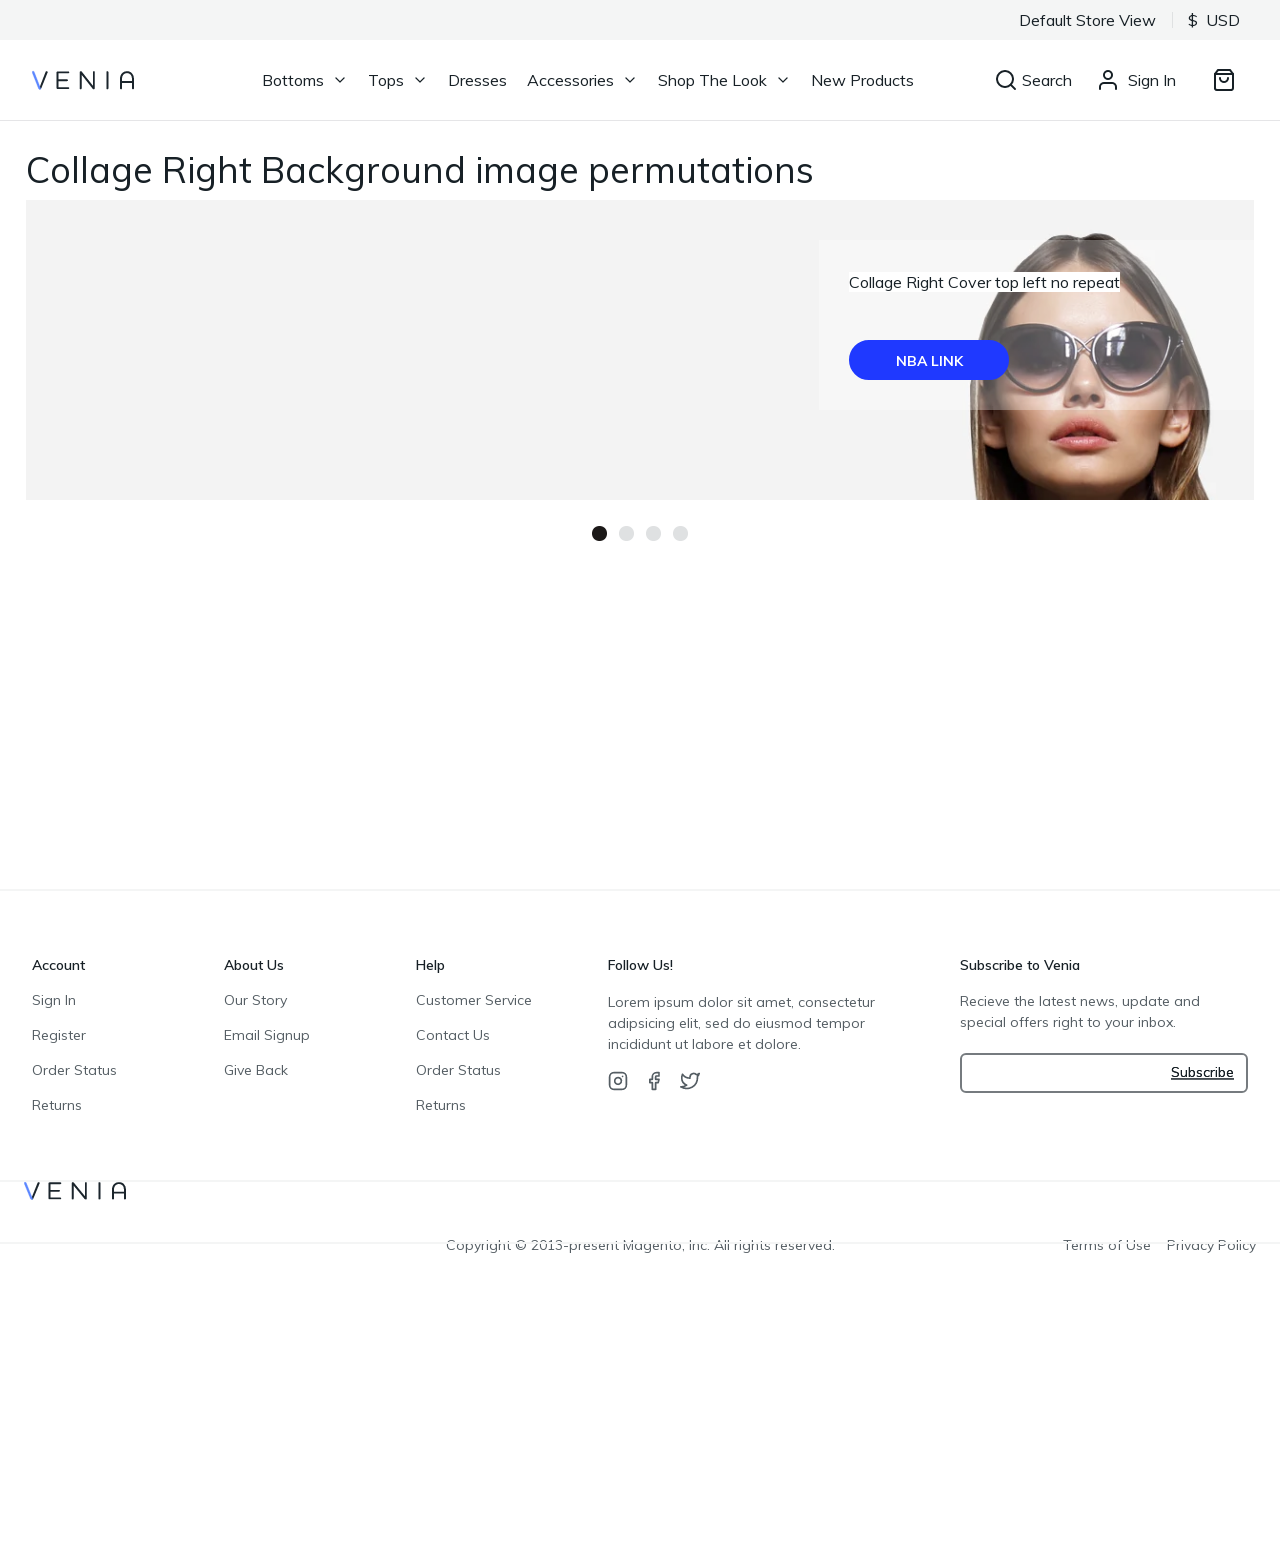 Default Store View
$ USD
VENIA
Bottoms
Tops
Dresses
Accessories
Shop The Look
New Products
Search
Sign In
Collage Right Background image permutations
Collage Right Cover top left no repeat
NBA LINK
Account
Sign In
Register
Order Status
Returns
About Us
Our Story
Email Signup
Give Back
Help
Customer Service
Contact Us
Order Status
Returns
Follow Us!
Lorem ipsum dolor sit amet, consectetur
adipsicing elit, sed do eiusmod tempor
incididunt ut labore et dolore.
Subscribe to Venia
Recieve the latest news, update and
special offers right to your inbox.
Subscribe
VENIA
Copyright © 2013-present Magento, Inc. All rights reserved.
Terms of Use
Privacy Policy